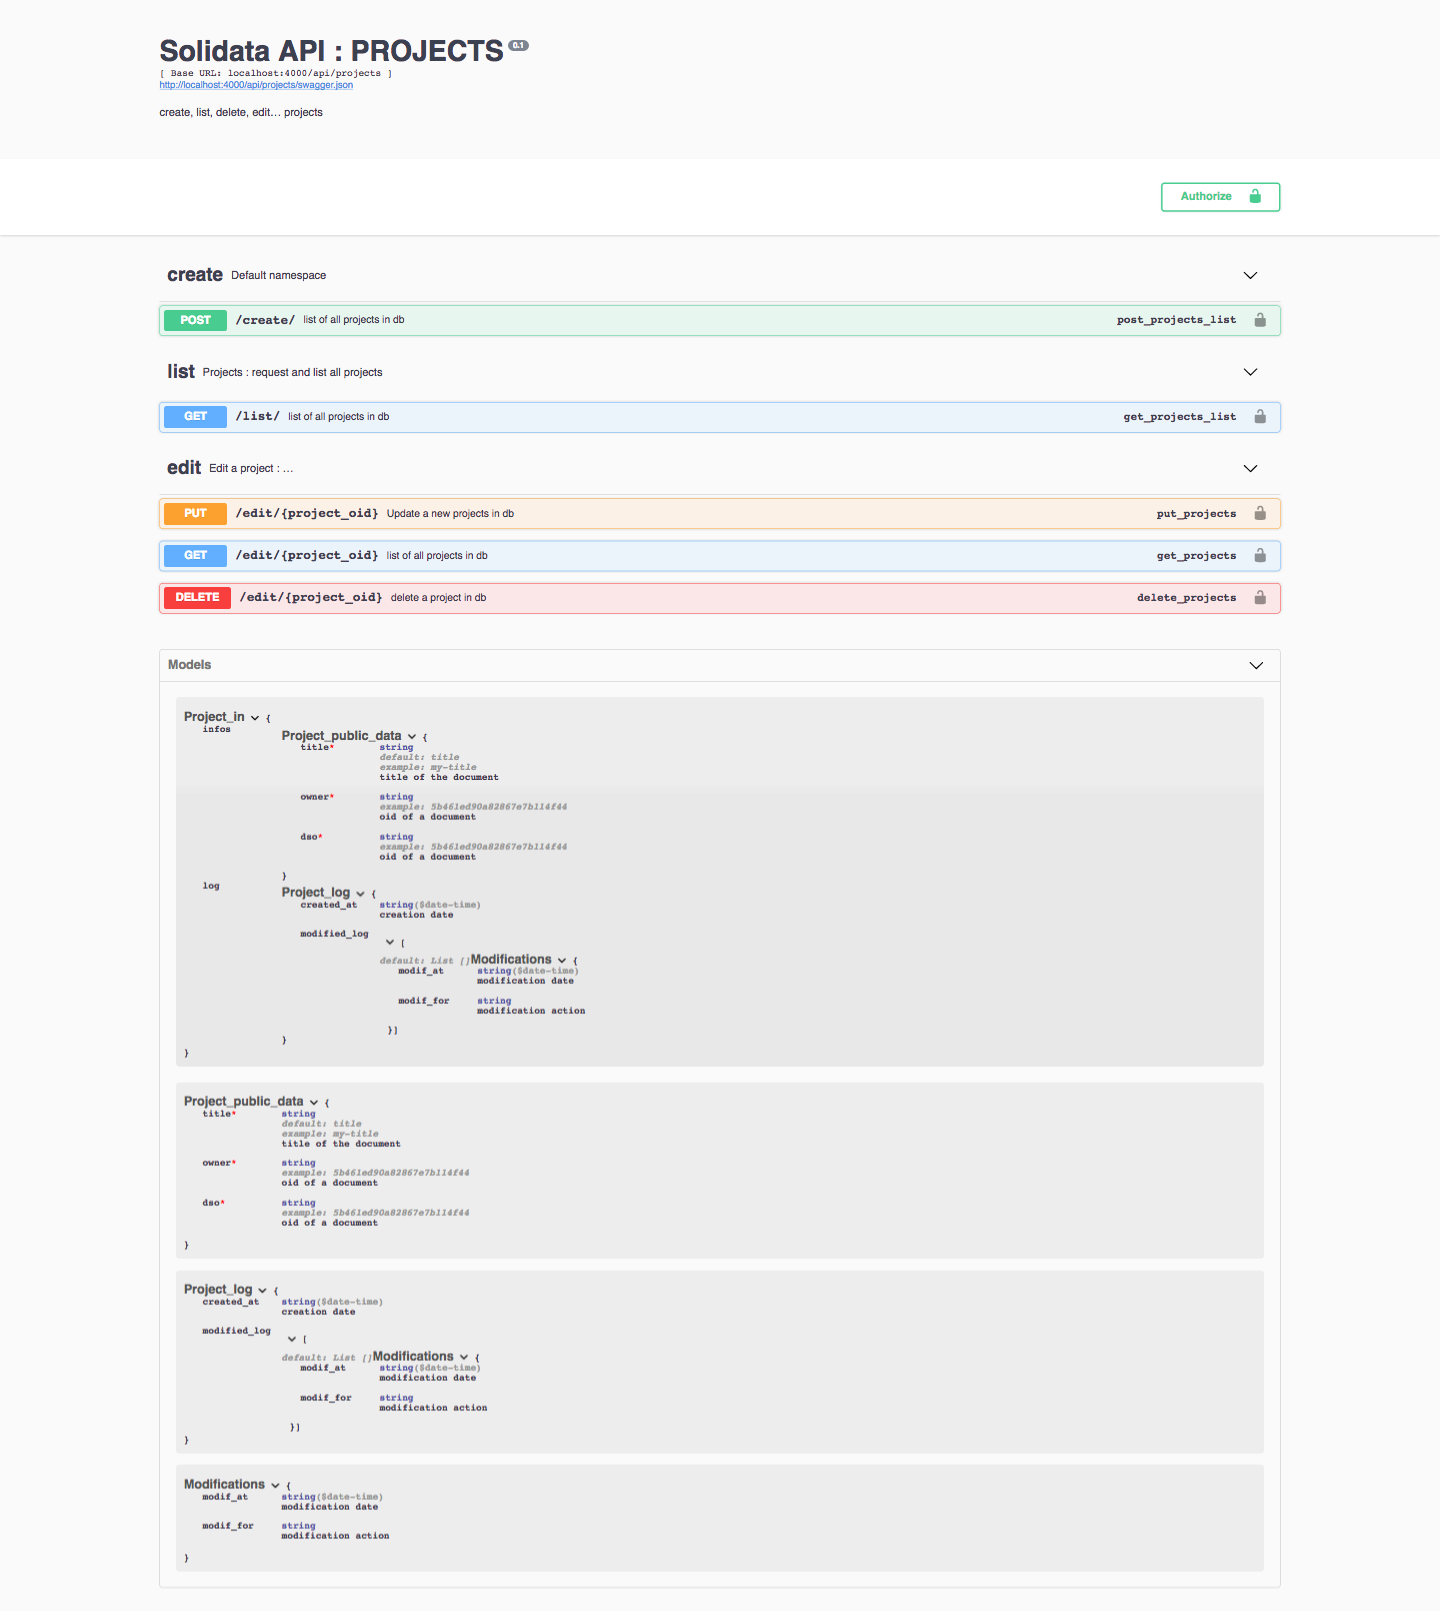 Solidata API : PROJECTS 0.1
[ Base URL: localhost:4000/api/projects ]
http://localhost:4000/api/projects/swagger.json
create, list, delete, edit... projects
Authorize
create Default namespace
POST /create/ list of all projects in db post_projects_list
list Projects : request and list all projects
GET /list/ list of all projects in db get_projects_list
edit Edit a project : ...
PUT /edit/{project_oid} Update a new projects in db put_projects
GET /edit/{project_oid} list of all projects in db get_projects
DELETE /edit/{project_oid} delete a project in db delete_projects
Models
Project_in {
infos
Project_public_data {
title* string
default: title
example: my-title
title of the document
owner* string
example: 5b461ed90a82867e7b114f44
oid of a document
dso* string
example: 5b461ed90a82867e7b114f44
oid of a document
}
log
Project_log {
created_at string($date-time)
creation date
modified_log
[
default: List []Modifications {
modif_at string($date-time)
modification date
modif_for string
modification action
}]
}
}
Project_public_data {
title* string
default: title
example: my-title
title of the document
owner* string
example: 5b461ed90a82867e7b114f44
oid of a document
dso* string
example: 5b461ed90a82867e7b114f44
oid of a document
}
Project_log {
created_at string($date-time)
creation date
modified_log
[
default: List []Modifications {
modif_at string($date-time)
modification date
modif_for string
modification action
}]
}
Modifications {
modif_at string($date-time)
modification date
modif_for string
modification action
}